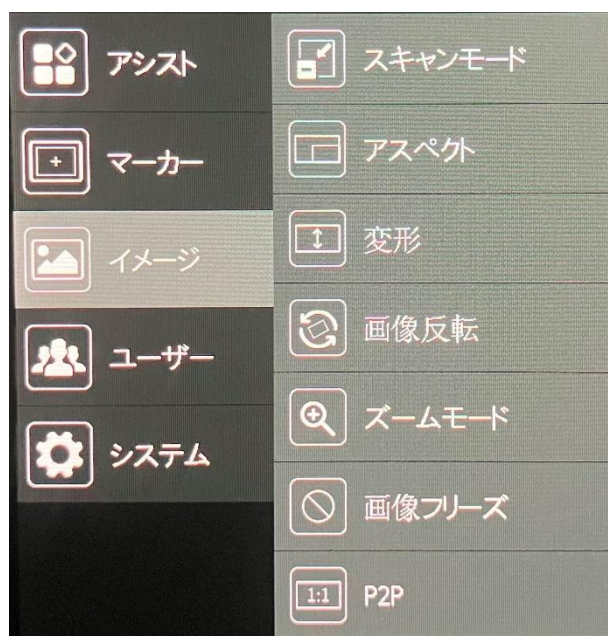 アシスト
マーカー
イメージ
ユーザー
システム
スキャンモード
アスペクト
変形
画像反転
ズームモード
画像フリーズ
1:1 P2P